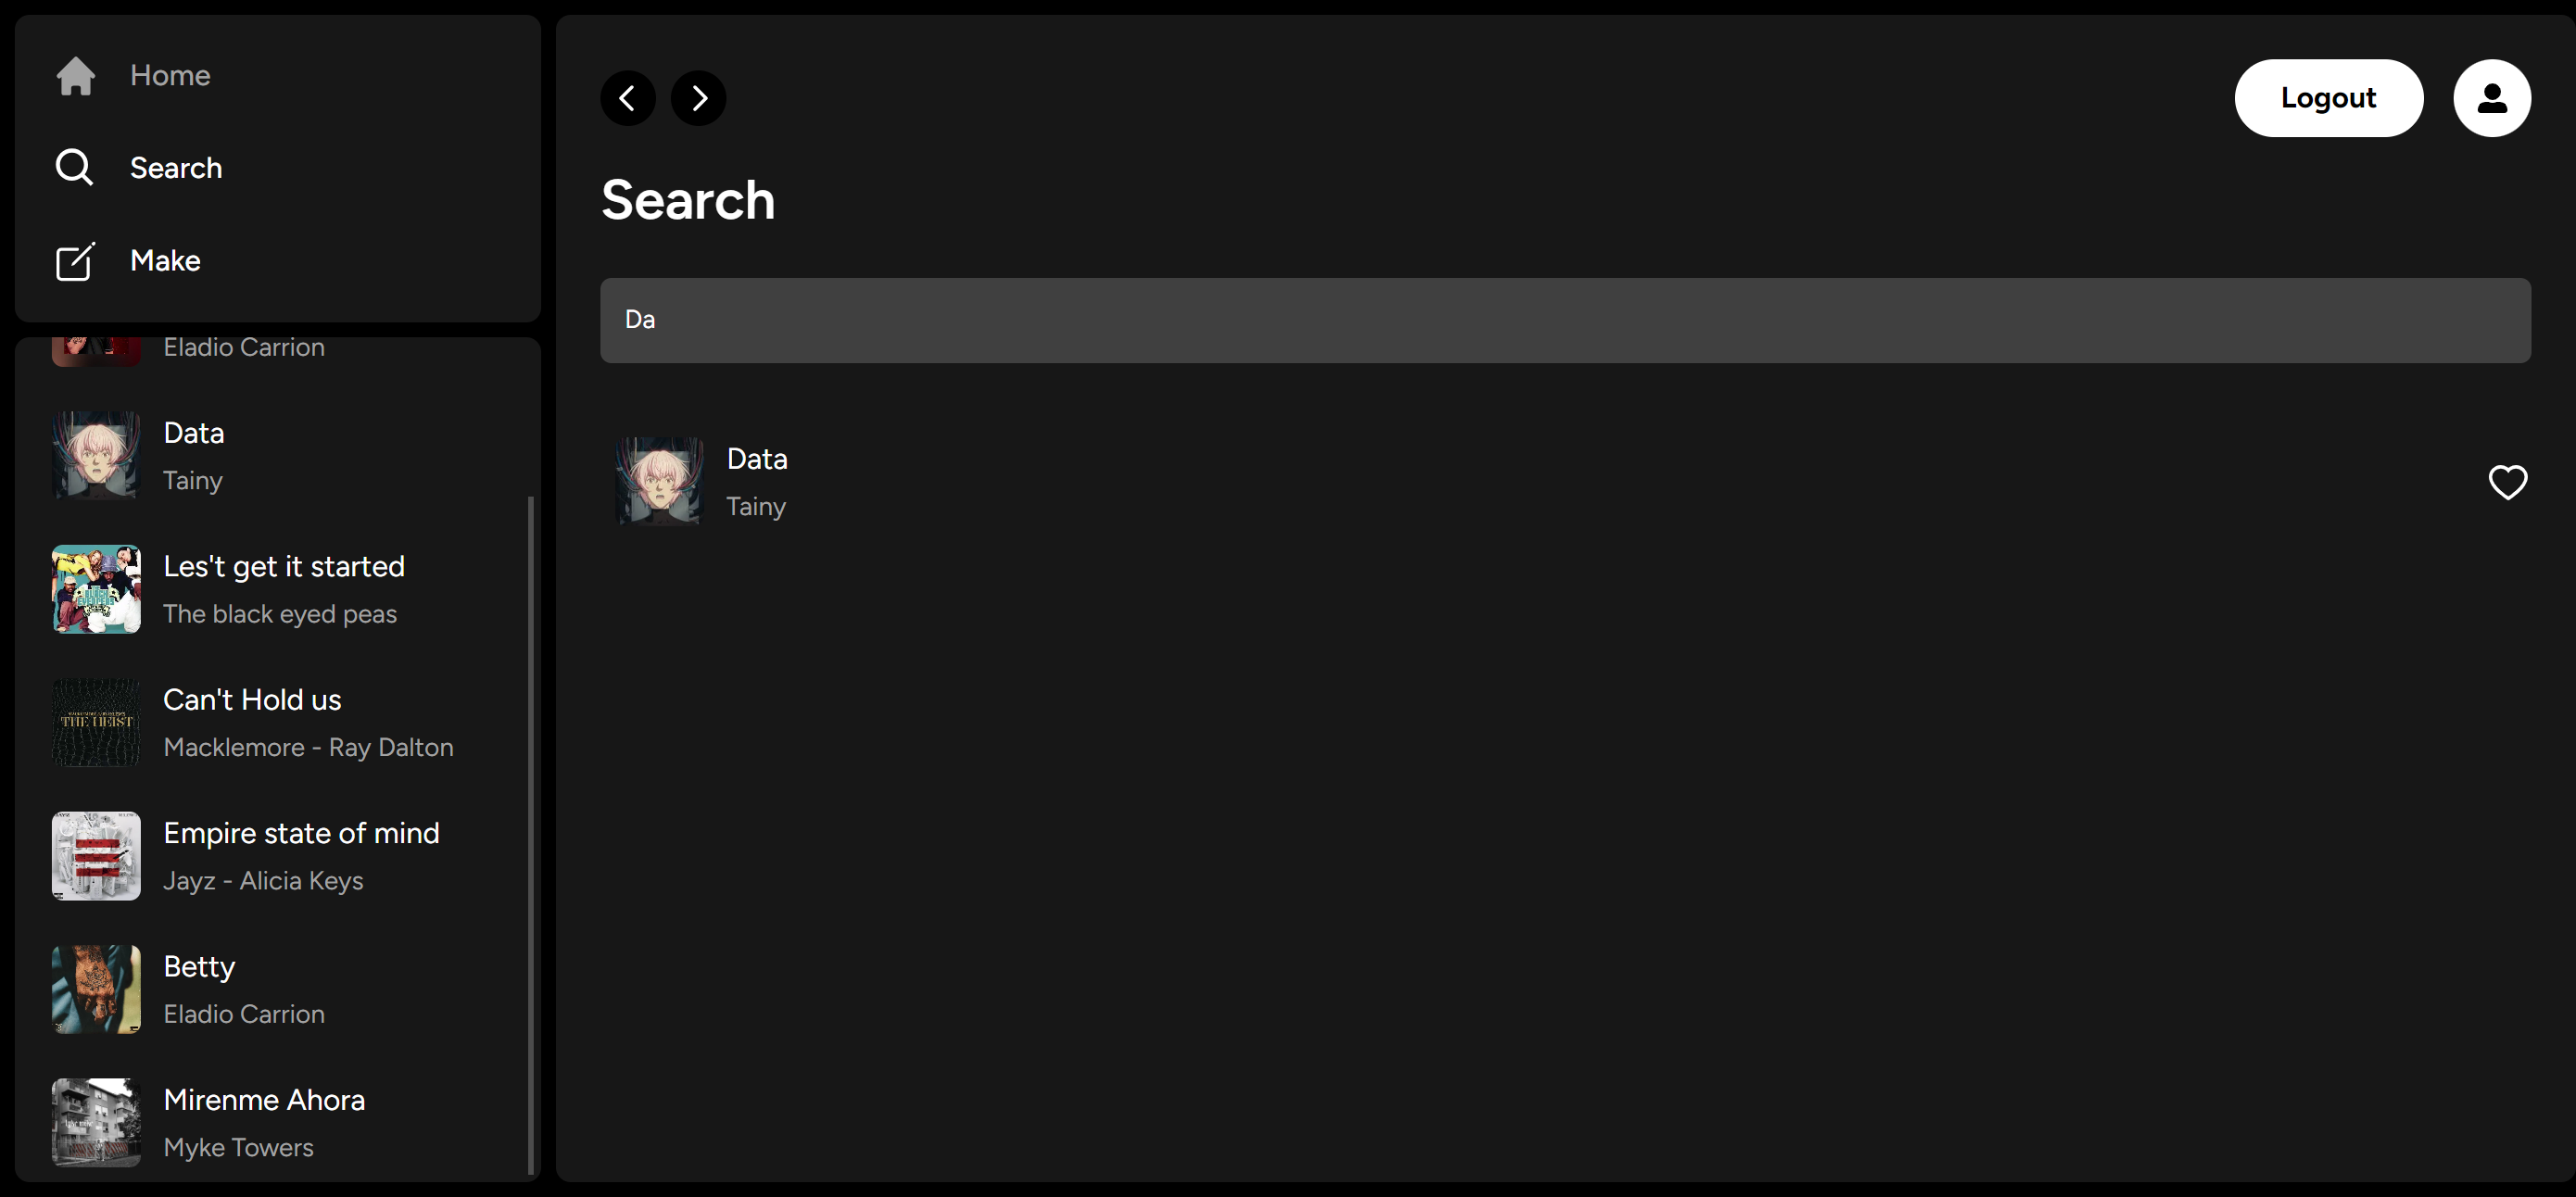 Home
Search
Make
Eladio Carrion
Data
Tainy
Les't get it started
The black eyed peas
Can't Hold us
Macklemore - Ray Dalton
THE HEIST
Empire state of mind
Jayz - Alicia Keys
Betty
Eladio Carrion
Mirenme Ahora
Myke Towers
Logout
Search
Da
Data
Tainy